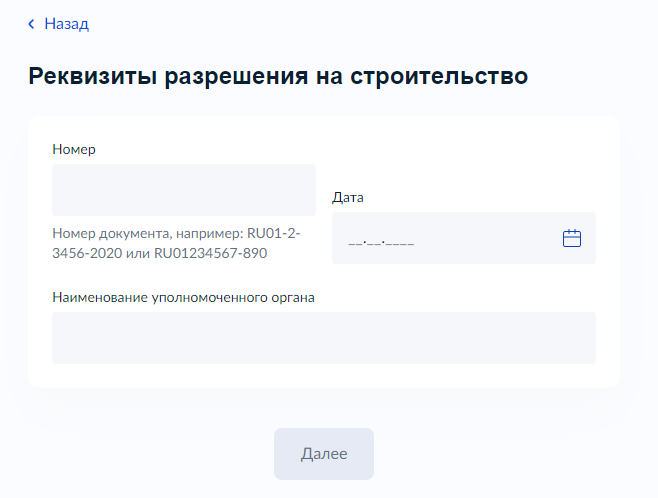 Назад
Реквизиты разрешения на строительство
Номер
Номер документа, например: RU01-2-
3456-2020 или RU01234567-890
Дата
__.__.____
Наименование уполномоченного органа
Далее